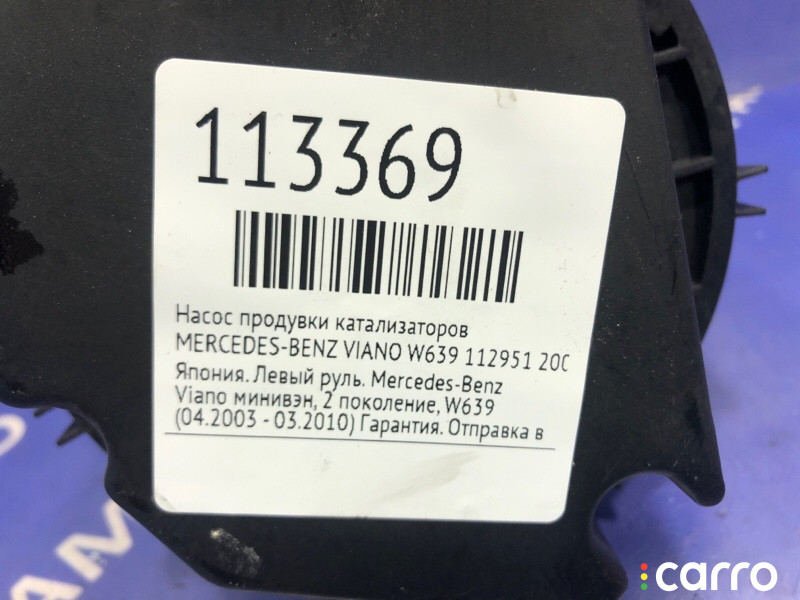 113369
Насос продувки катализаторов
MERCEDES-BENZ VIANO W639 112951 200
Япония. Левый руль. Mercedes-Benz
Viano минивэн, 2 поколение, W639
(04.2003 - 03.2010) Гарантия. Отправка в
carro